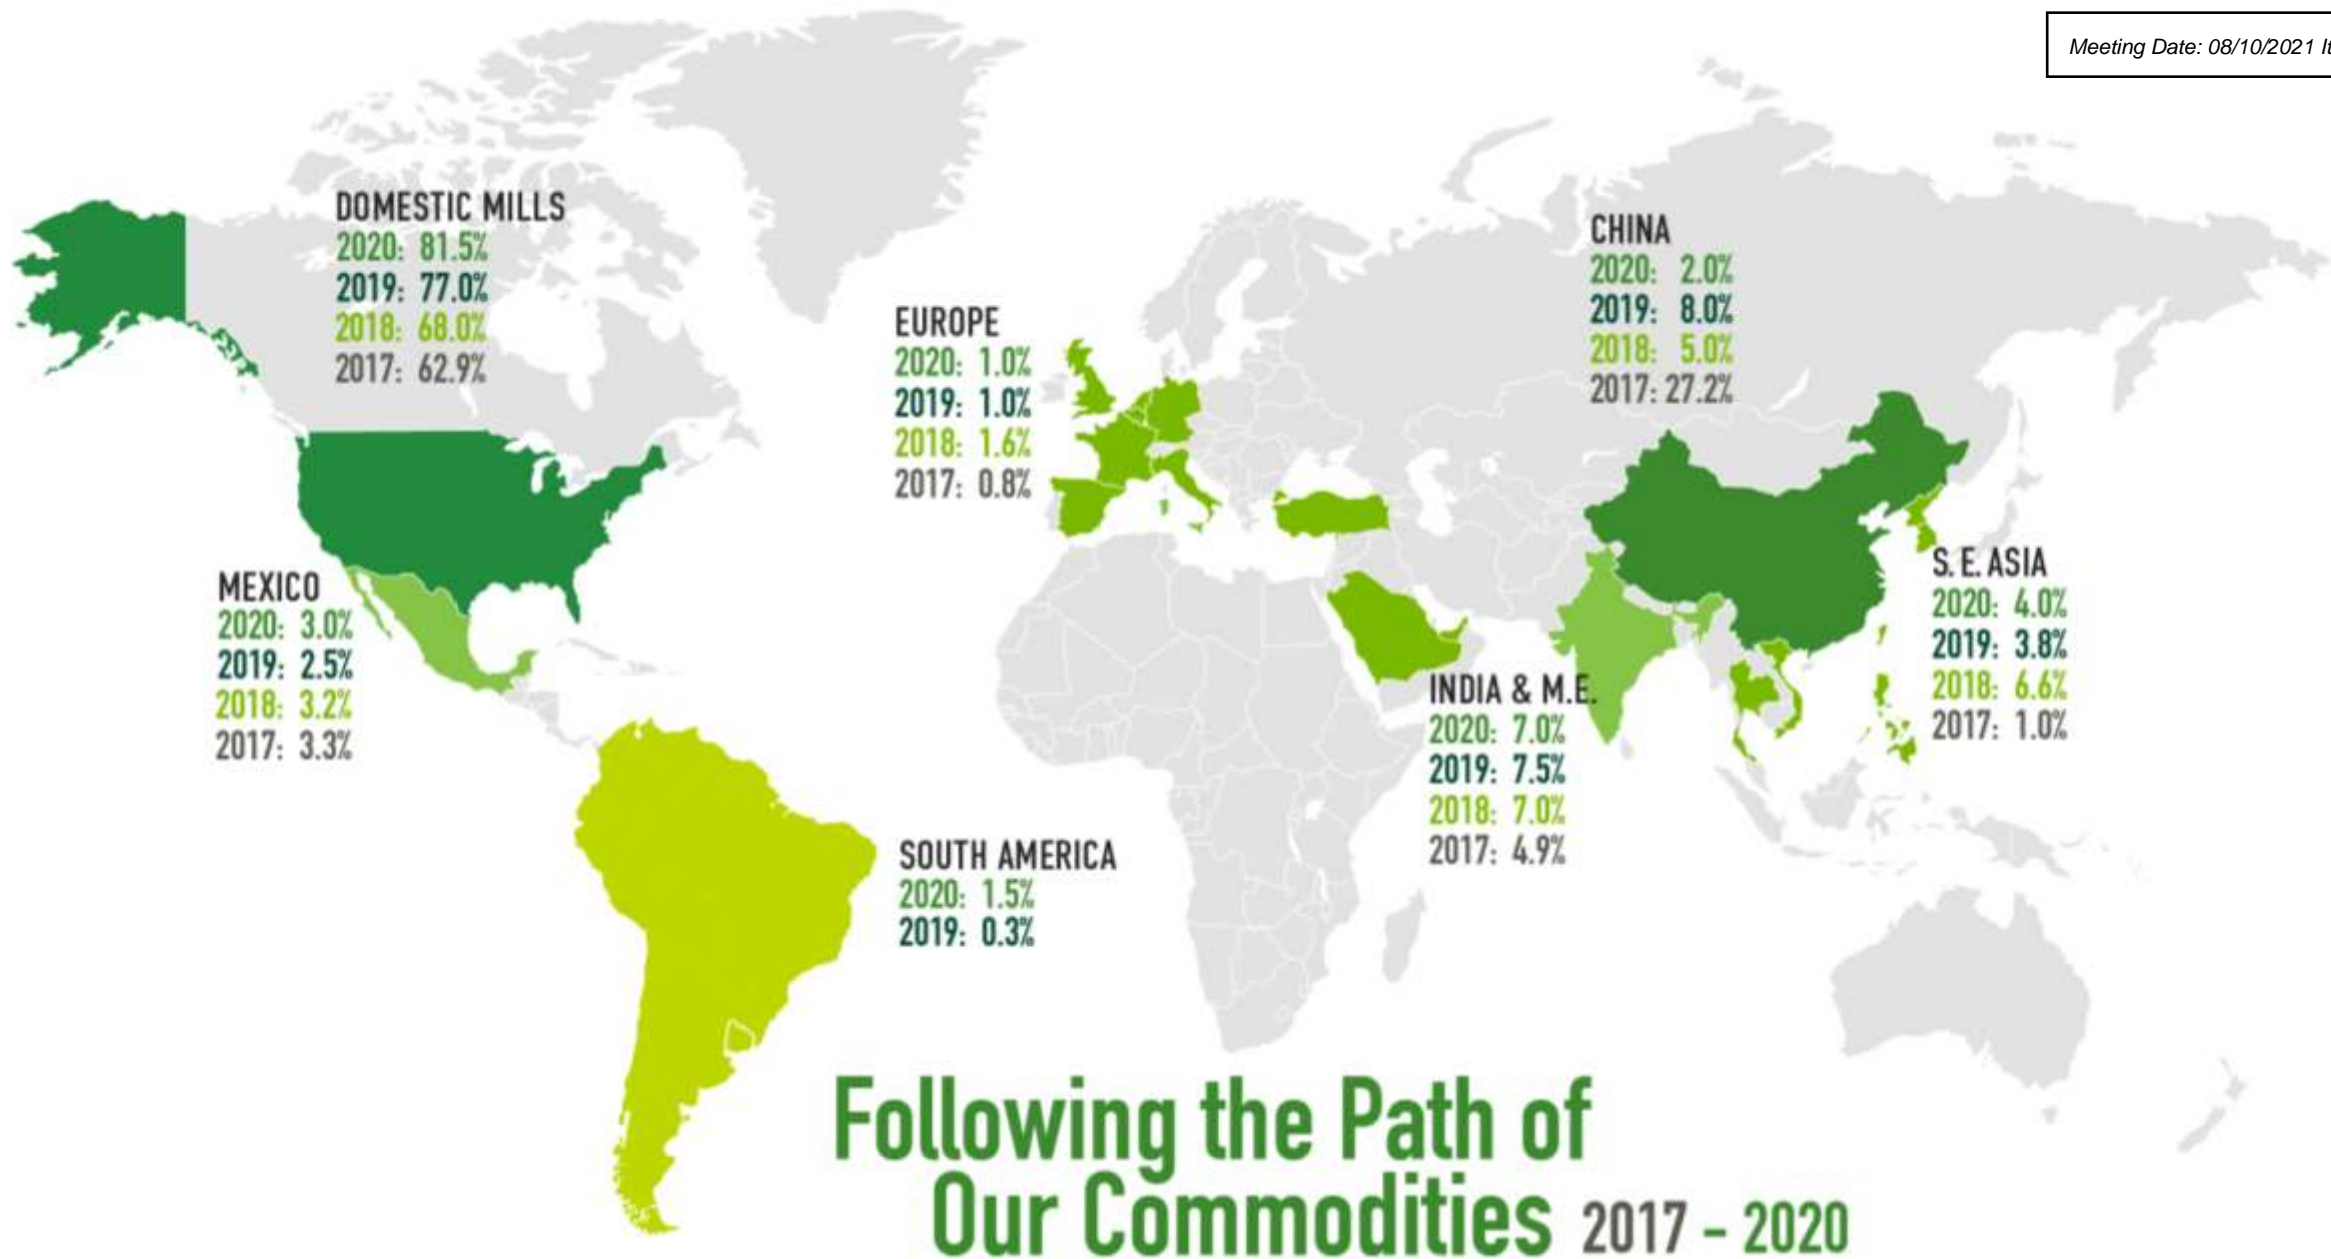 Meeting Date: 08/10/2021 It
DOMESTIC MILLS
2020: 81.5%
2019: 77.0%
2018: 68.0%
2017: 62.9%
CHINA
2020: 2.0%
2019: 8.0%
2018: 5.0%
2017: 27.2%
EUROPE
2020: 1.0%
2019: 1.0%
2018: 1.6%
2017: 0.8%
MEXICO
2020: 3.0%
2019: 2.5%
2018: 3.2%
2017: 3.3%
S. E. ASIA
2020: 4.0%
2019: 3.8%
2018: 6.6%
2017: 1.0%
INDIA & M.E.
2020: 7.0%
2019: 7.5%
2018: 7.0%
2017: 4.9%
SOUTH AMERICA
2020: 1.5%
2019: 0.3%
Following the Path of
Our Commodities 2017 - 2020